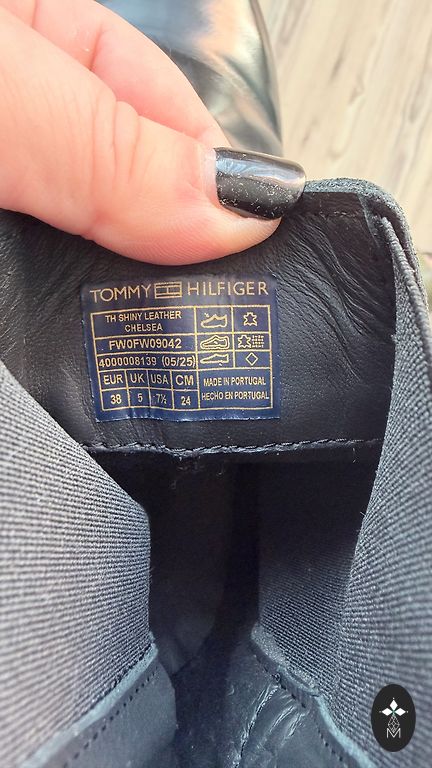 TOMMY HILFIGER
TH SHINY LEATHER
CHELSEA
FW0FW09042
4000008139 (05/25)
EUR UK USA CM
38 5 7½ 24
MADE IN PORTUGAL
HECHO EN PORTUGAL
M